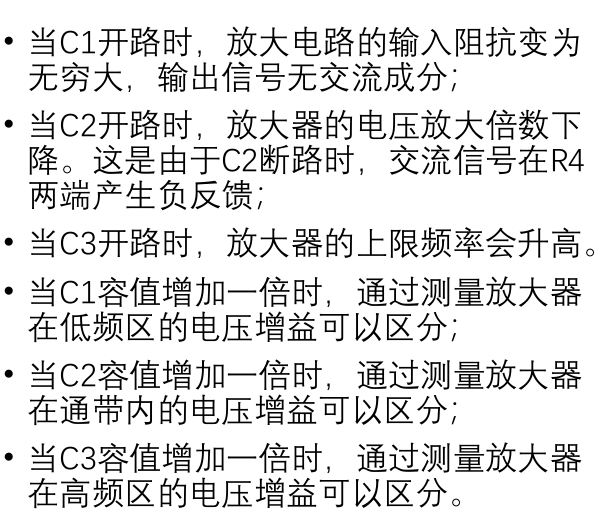 • 当C1开路时，放大电路的输入阻抗变为
无穷大，输出信号无交流成分；
• 当C2开路时，放大器的电压放大倍数下
降。这是由于C2断路时，交流信号在R4
两端产生负反馈；
• 当C3开路时，放大器的上限频率会升高。
• 当C1容值增加一倍时，通过测量放大器
在低频区的电压增益可以区分；
• 当C2容值增加一倍时，通过测量放大器
在通带内的电压增益可以区分；
• 当C3容值增加一倍时，通过测量放大器
在高频区的电压增益可以区分。